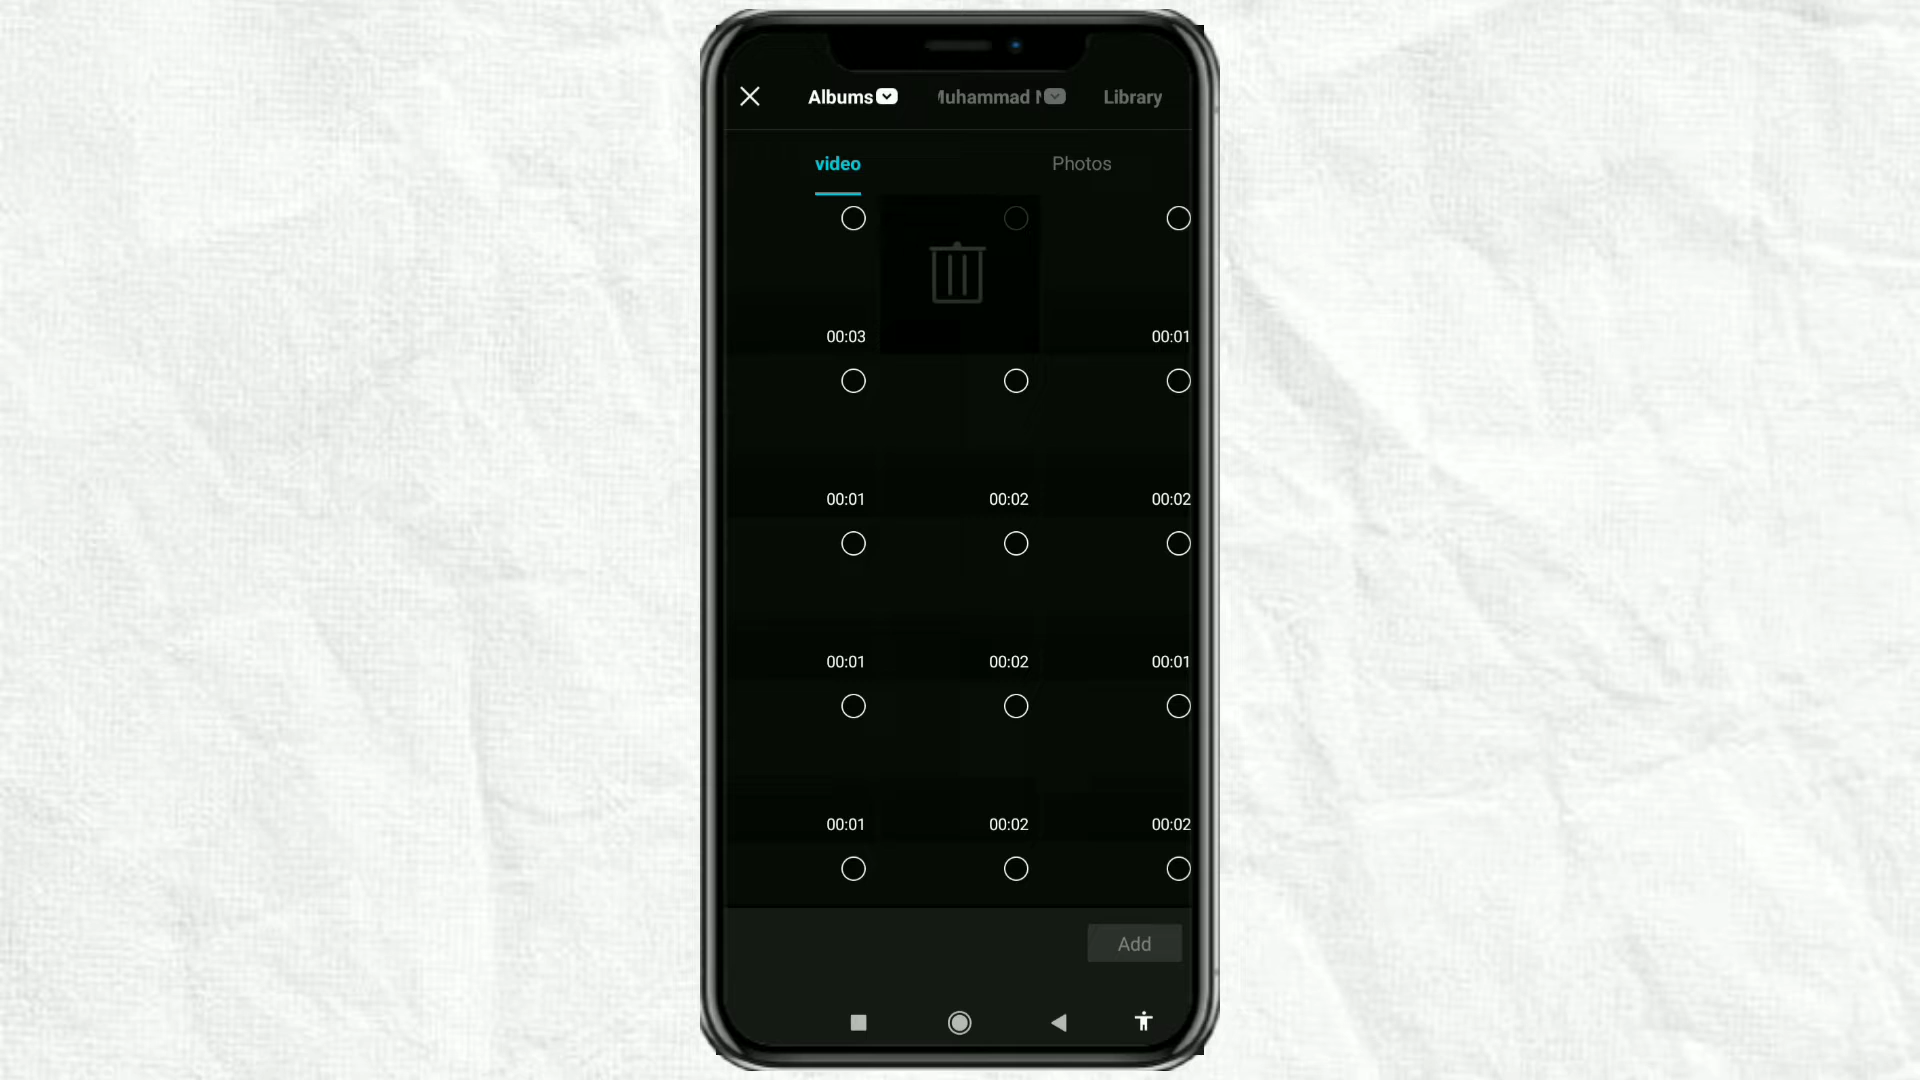 Albums Muhammad Library
video Photos
00:03 00:01
00:01 00:02 00:02
00:01 00:02 00:01
00:01 00:02 00:02
Add